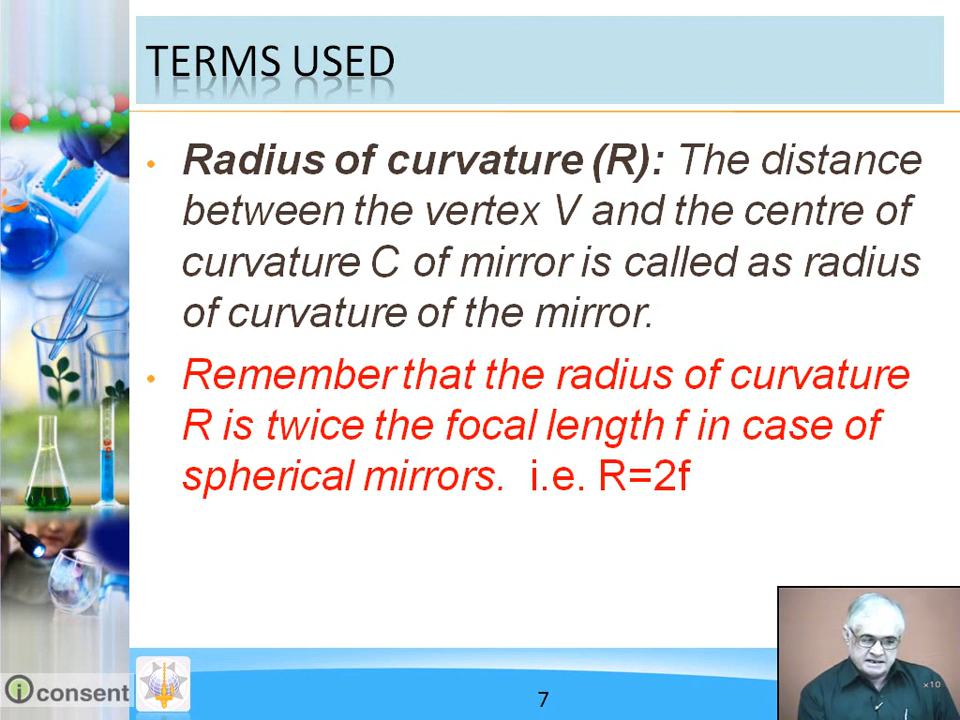 TERMS USED
• Radius of curvature (R): The distance
between the vertex V and the centre of
curvature C of mirror is called as radius
of curvature of the mirror.
• Remember that the radius of curvature
R is twice the focal length f in case of
spherical mirrors. i.e. R=2f
x10
i consent
7